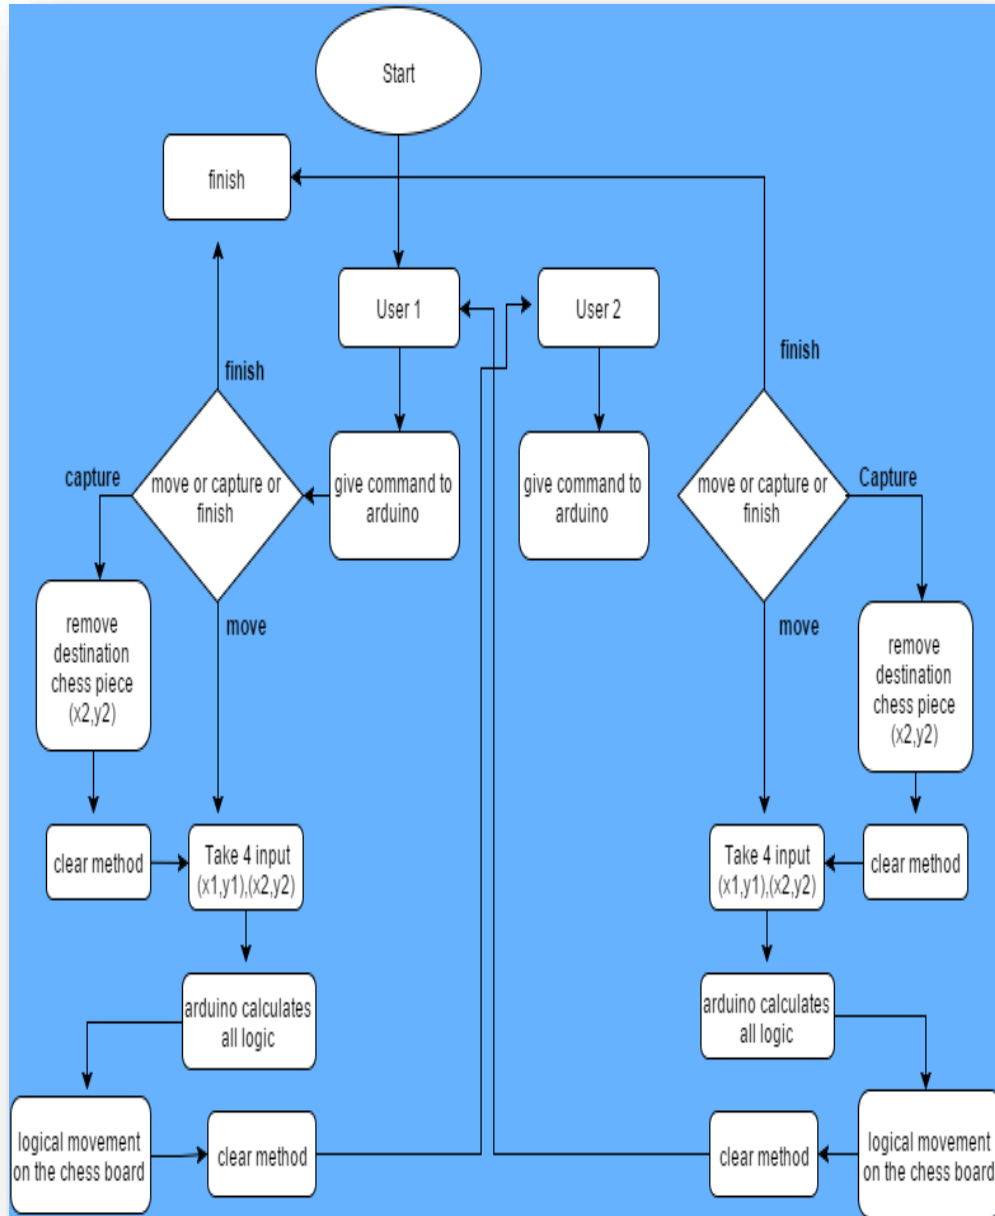 Start
finish
User 1
User 2
finish
finish
capture
move or capture or
finish
give command to
arduino
give command to
arduino
move or capture or
finish
Capture
remove
destination
chess piece
(x2,y2)
move
move
remove
destination
chess piece
(x2,y2)
clear method
Take 4 input
(x1,y1),(x2,y2)
Take 4 input
(x1,y1),(x2,y2)
clear method
arduino calculates
all logic
arduino calculates
all logic
logical movement
on the chess board
clear method
clear method
logical movement
on the chess board